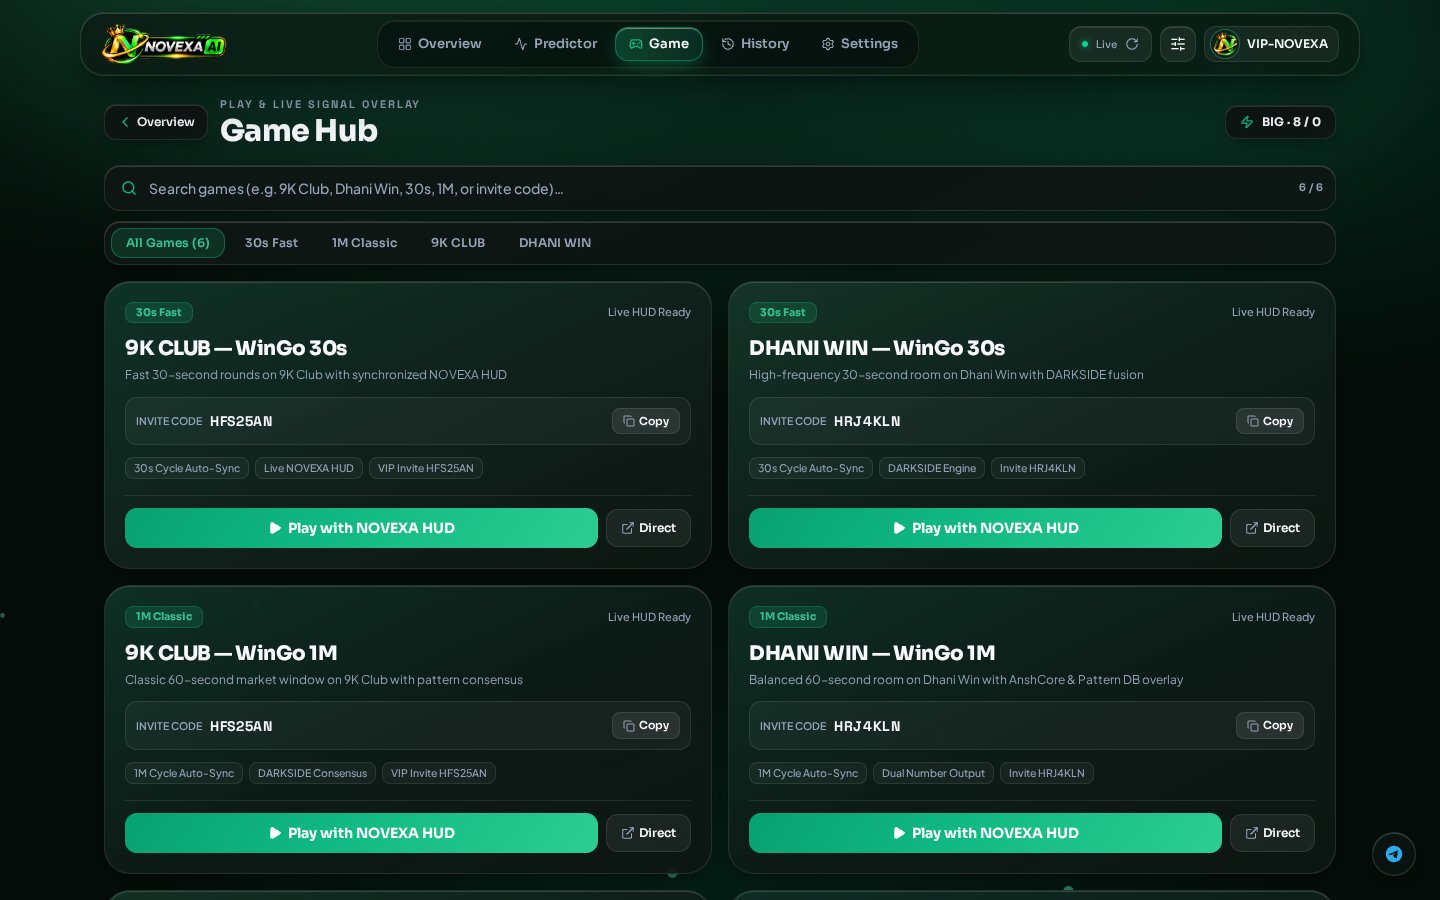 NOVEXA AI
Overview
Predictor
Game
History
Settings
Live
VIP-NOVEXA
Overview
PLAY & LIVE SIGNAL OVERLAY
Game Hub
BIG · 8 / 0
Search games (e.g. 9K Club, Dhani Win, 30s, 1M, or invite code)...
6 / 6
All Games (6)
30s Fast
1M Classic
9K CLUB
DHANI WIN
30s Fast
Live HUD Ready
9K CLUB — WinGo 30s
Fast 30-second rounds on 9K Club with synchronized NOVEXA HUD
INVITE CODE HFS25AN
Copy
30s Cycle Auto-Sync
Live NOVEXA HUD
VIP Invite HFS25AN
Play with NOVEXA HUD
Direct
30s Fast
Live HUD Ready
DHANI WIN — WinGo 30s
High-frequency 30-second room on Dhani Win with DARKSIDE fusion
INVITE CODE HRJ4KLN
Copy
30s Cycle Auto-Sync
DARKSIDE Engine
Invite HRJ4KLN
Play with NOVEXA HUD
Direct
1M Classic
Live HUD Ready
9K CLUB — WinGo 1M
Classic 60-second market window on 9K Club with pattern consensus
INVITE CODE HFS25AN
Copy
1M Cycle Auto-Sync
DARKSIDE Consensus
VIP Invite HFS25AN
Play with NOVEXA HUD
Direct
1M Classic
Live HUD Ready
DHANI WIN — WinGo 1M
Balanced 60-second room on Dhani Win with AnshCore & Pattern DB overlay
INVITE CODE HRJ4KLN
Copy
1M Cycle Auto-Sync
Dual Number Output
Invite HRJ4KLN
Play with NOVEXA HUD
Direct